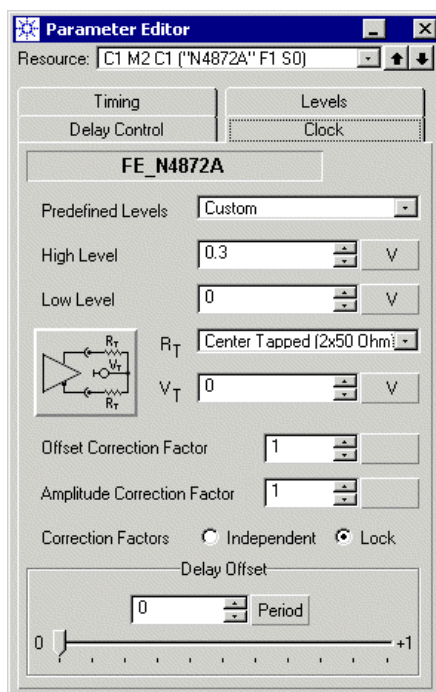 Parameter Editor
Resource: C1 M2 C1 ("N4872A" F1 S0)
Timing Levels
Delay Control Clock
FE_N4872A
Predefined Levels Custom
High Level 0.3 V
Low Level 0 V
RT VT RT
RT Center Tapped (2x50 Ohm)
VT 0 V
Offset Correction Factor 1
Amplitude Correction Factor 1
Correction Factors Independent Lock
Delay Offset
0 Period
0 +1